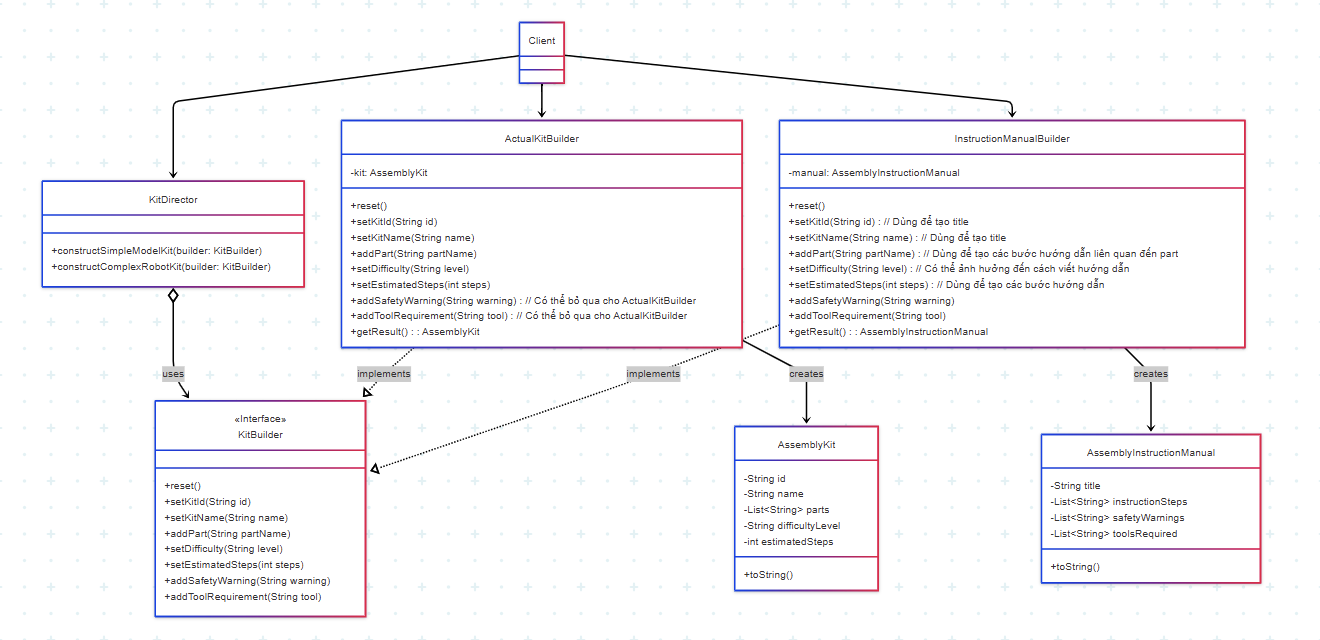 Client
ActualKitBuilder
-kit: AssemblyKit
+reset()
+setKitId(String id)
+setKitName(String name)
+addPart(String partName)
+setDifficulty(String level)
+setEstimatedSteps(int steps)
+addSafetyWarning(String warning) : // Có thể bỏ qua cho ActualKitBuilder
+addToolRequirement(String tool) : // Có thể bỏ qua cho ActualKitBuilder
+getResult() : : AssemblyKit
InstructionManualBuilder
-manual: AssemblyInstructionManual
+reset()
+setKitId(String id) : // Dùng để tạo title
+setKitName(String name) : // Dùng để tạo title
+addPart(String partName) : // Dùng để tạo các bước hướng dẫn liên quan đến part
+setDifficulty(String level) : // Có thể ảnh hưởng đến cách viết hướng dẫn
+setEstimatedSteps(int steps) : // Dùng để tạo các bước hướng dẫn
+addSafetyWarning(String warning)
+addToolRequirement(String tool)
+getResult() : : AssemblyInstructionManual
KitDirector
+constructSimpleModelKit(builder: KitBuilder)
+constructComplexRobotKit(builder: KitBuilder)
uses
implements
implements
creates
creates
«Interface»
KitBuilder
+reset()
+setKitId(String id)
+setKitName(String name)
+addPart(String partName)
+setDifficulty(String level)
+setEstimatedSteps(int steps)
+addSafetyWarning(String warning)
+addToolRequirement(String tool)
AssemblyKit
-String id
-String name
-List<String> parts
-String difficultyLevel
-int estimatedSteps
+toString()
AssemblyInstructionManual
-String title
-List<String> instructionSteps
-List<String> safetyWarnings
-List<String> toolsRequired
+toString()